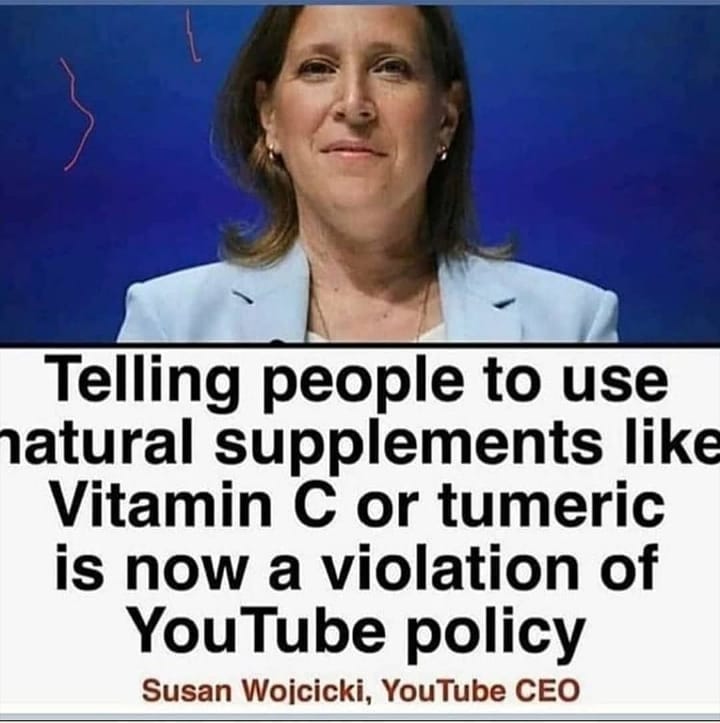 Telling people to use
natural supplements like
Vitamin C or tumeric
is now a violation of
YouTube policy
Susan Wojcicki, YouTube CEO